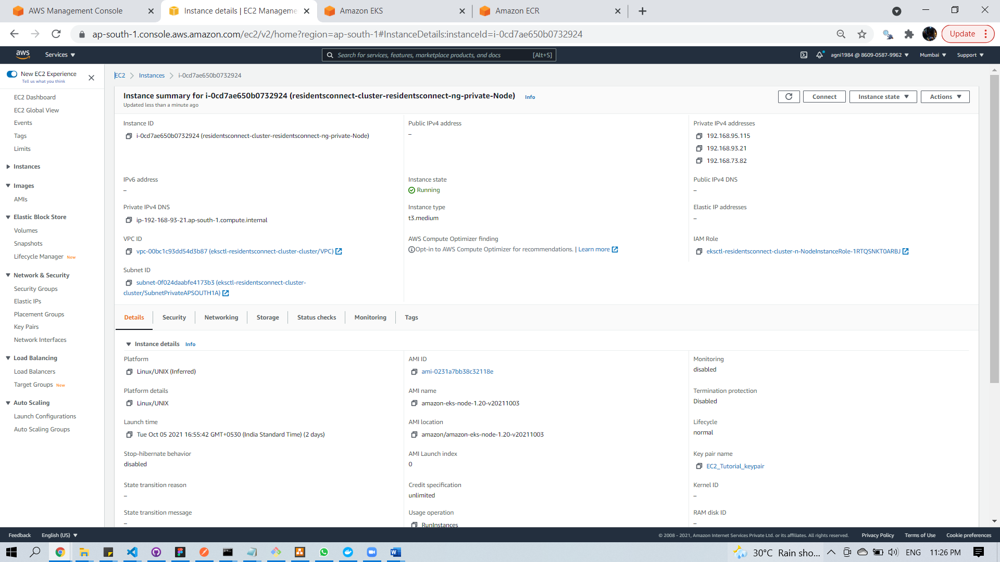 AWS Management Console
Instance details | EC2 Manageme
Amazon EKS
Amazon ECR
ap-south-1.console.aws.amazon.com/ec2/v2/home?region=ap-south-1#InstanceDetails:instanceId=i-0cd7ae650b0732924
Update
aws
Services
Search for services, features, marketplace products, and docs [Alt+S]
agni1984 @ 8609-0587-9962
Mumbai
Support
New EC2 Experience
Tell us what you think
EC2 Dashboard
EC2 Global View
Events
Tags
Limits
Instances
Images
AMIs
Elastic Block Store
Volumes
Snapshots
Lifecycle Manager New
Network & Security
Security Groups
Elastic IPs
Placement Groups
Key Pairs
Network Interfaces
Load Balancing
Load Balancers
Target Groups New
Auto Scaling
Launch Configurations
Auto Scaling Groups
EC2 > Instances > i-0cd7ae650b0732924
Instance summary for i-0cd7ae650b0732924 (residentsconnect-cluster-residentsconnect-ng-private-Node) Info
Updated less than a minute ago
Connect
Instance state
Actions
Instance ID
i-0cd7ae650b0732924 (residentsconnect-cluster-residentsconnect-ng-private-Node)
Public IPv4 address
–
Private IPv4 addresses
192.168.95.115
192.168.93.21
192.168.73.82
IPv6 address
–
Instance state
Running
Public IPv4 DNS
–
Private IPv4 DNS
ip-192-168-93-21.ap-south-1.compute.internal
Instance type
t3.medium
Elastic IP addresses
–
VPC ID
vpc-00bc1c93dd54d3b87 (eksctl-residentsconnect-cluster-cluster/VPC)
AWS Compute Optimizer finding
Opt-in to AWS Compute Optimizer for recommendations. | Learn more
IAM Role
eksctl-residentsconnect-cluster-n-NodeInstanceRole-1RTQSNKT0ARBJ
Subnet ID
subnet-0f024daabfe4173b3 (eksctl-residentsconnect-cluster-
cluster/SubnetPrivateAPSOUTH1A)
Details
Security
Networking
Storage
Status checks
Monitoring
Tags
Instance details Info
Platform
Linux/UNIX (Inferred)
AMI ID
ami-0231a7bb38c32118e
Monitoring
disabled
Platform details
Linux/UNIX
AMI name
amazon-eks-node-1.20-v20211003
Termination protection
Disabled
Launch time
Tue Oct 05 2021 16:55:42 GMT+0530 (India Standard Time) (2 days)
AMI location
amazon/amazon-eks-node-1.20-v20211003
Lifecycle
normal
Stop-hibernate behavior
disabled
AMI Launch index
0
Key pair name
EC2_Tutorial_keypair
State transition reason
–
Credit specification
unlimited
Kernel ID
–
State transition message
–
Usage operation
RunInstances
RAM disk ID
–
Feedback
English (US)
© 2008 - 2021, Amazon Internet Services Private Ltd. or its affiliates. All rights reserved.
Privacy Policy
Terms of Use
Cookie preferences
30°C Rain sho...
ENG
11:26 PM